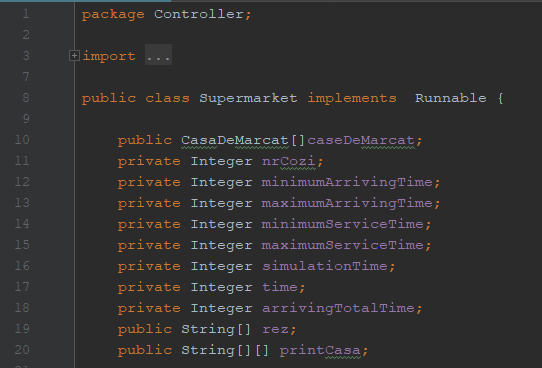 1 package Controller;
2
3 import ...
7
8 public class Supermarket implements  Runnable {
9
10 public CasaDeMarcat[]caseDeMarcat;
11 private Integer nrCozi;
12 private Integer minimumArrivingTime;
13 private Integer maximumArrivingTime;
14 private Integer minimumServiceTime;
15 private Integer maximumServiceTime;
16 private Integer simulationTime;
17 private Integer time;
18 private Integer arrivingTotalTime;
19 public String[] rez;
20 public String[][] printCasa;